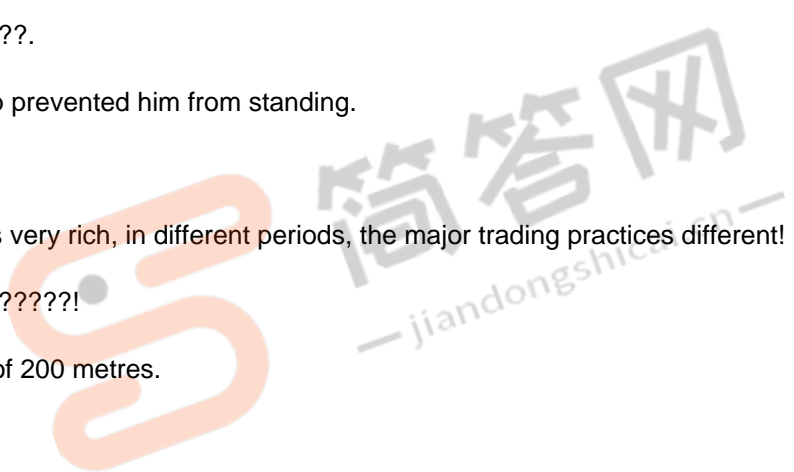 ??.
prevented him from standing.
very rich, in different periods, the major trading practices different!
?????!
of 200 metres.
简答网
jiandongshicai.cn